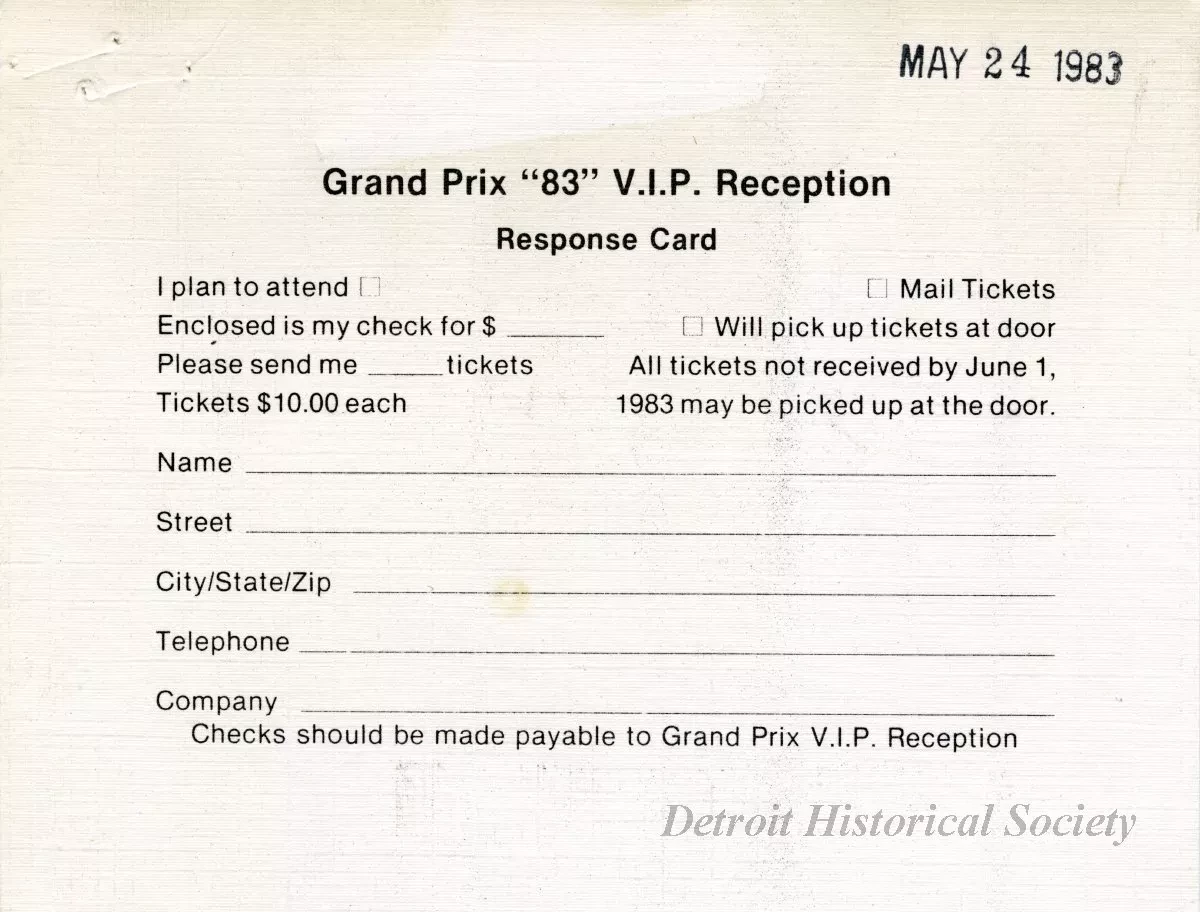 MAY 24 1983
Grand Prix “83” V.I.P. Reception
Response Card
I plan to attend ☐
☐ Mail Tickets
Enclosed is my check for $ ______
☐ Will pick up tickets at door
Please send me _____ tickets
All tickets not received by June 1,
Tickets $10.00 each
1983 may be picked up at the door.
Name
Street
City/State/Zip
Telephone
Company
Checks should be made payable to Grand Prix V.I.P. Reception
Detroit Historical Society